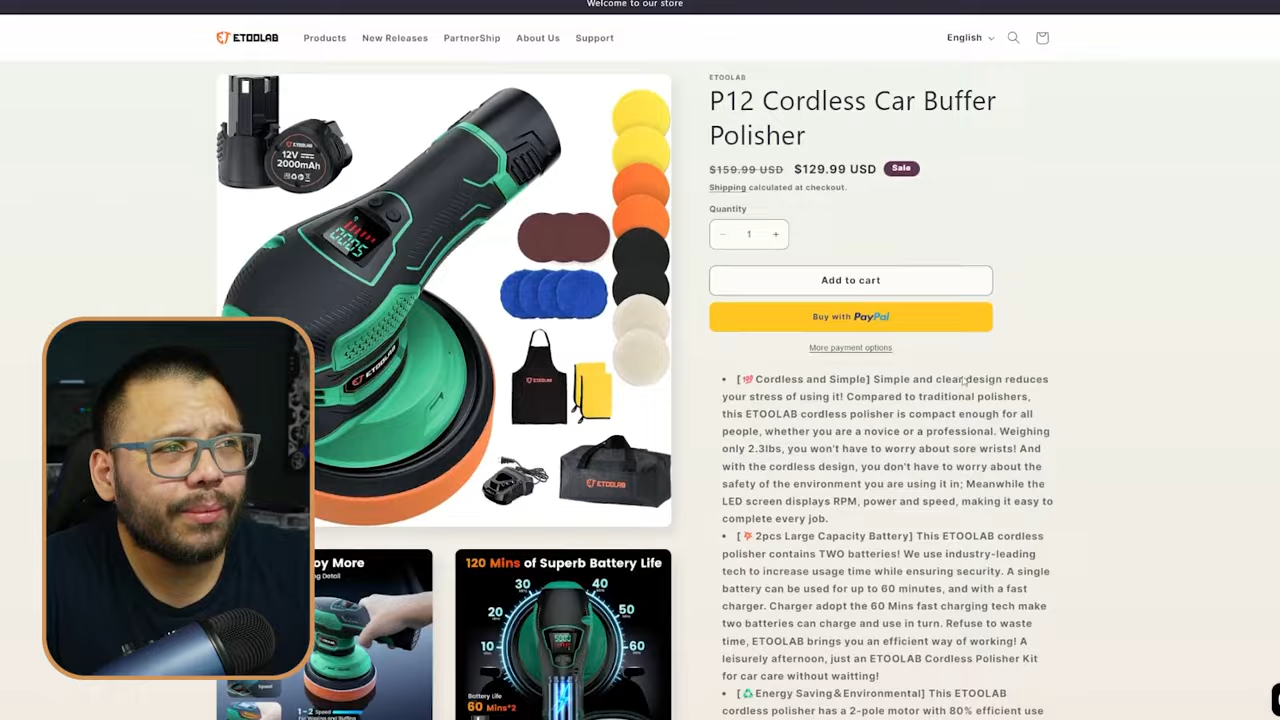 Welcome to our store
ETOOLAB
Products
New Releases
PartnerShip
About Us
Support
English
ETOOLAB
P12 Cordless Car Buffer
Polisher
$159.99 USD $129.99 USD Sale
Shipping calculated at checkout.
Quantity
− 1 +
Add to cart
Buy with PayPal
More payment options
• [💯Cordless and Simple] Simple and clear design reduces
your stress of using it! Compared to traditional polishers,
this ETOOLAB cordless polisher is compact enough for all
people, whether you are a novice or a professional. Weighing
only 2.3lbs, you won't have to worry about sore wrists! And
with the cordless design, you don't have to worry about the
safety of the environment you are using it in; Meanwhile the
LED screen displays RPM, power and speed, making it easy to
complete every job.
• [💥2pcs Large Capacity Battery] This ETOOLAB cordless
polisher contains TWO batteries! We use industry-leading
tech to increase usage time while ensuring security. A single
battery can be used for up to 60 minutes, and with a fast
charger. Charger adopt the 60 Mins fast charging tech make
two batteries can charge and use in turn. Refuse to waste
time, ETOOLAB brings you an efficient way of working! A
leisurely afternoon, just an ETOOLAB Cordless Polisher Kit
for car care without waitting!
• [♻️Energy Saving&Environmental] This ETOOLAB
cordless polisher has a 2-pole motor with 80% efficient use
ETOOLAB
12V
2000mAh
0005
ETOOLAB
ETOOLAB
ETOOLAB
oy More
ng Detail
Speed
1-2 Speed
120 Mins of Superb Battery Life
30
40
20
50
10
60
Battery Life
60 Mins*2